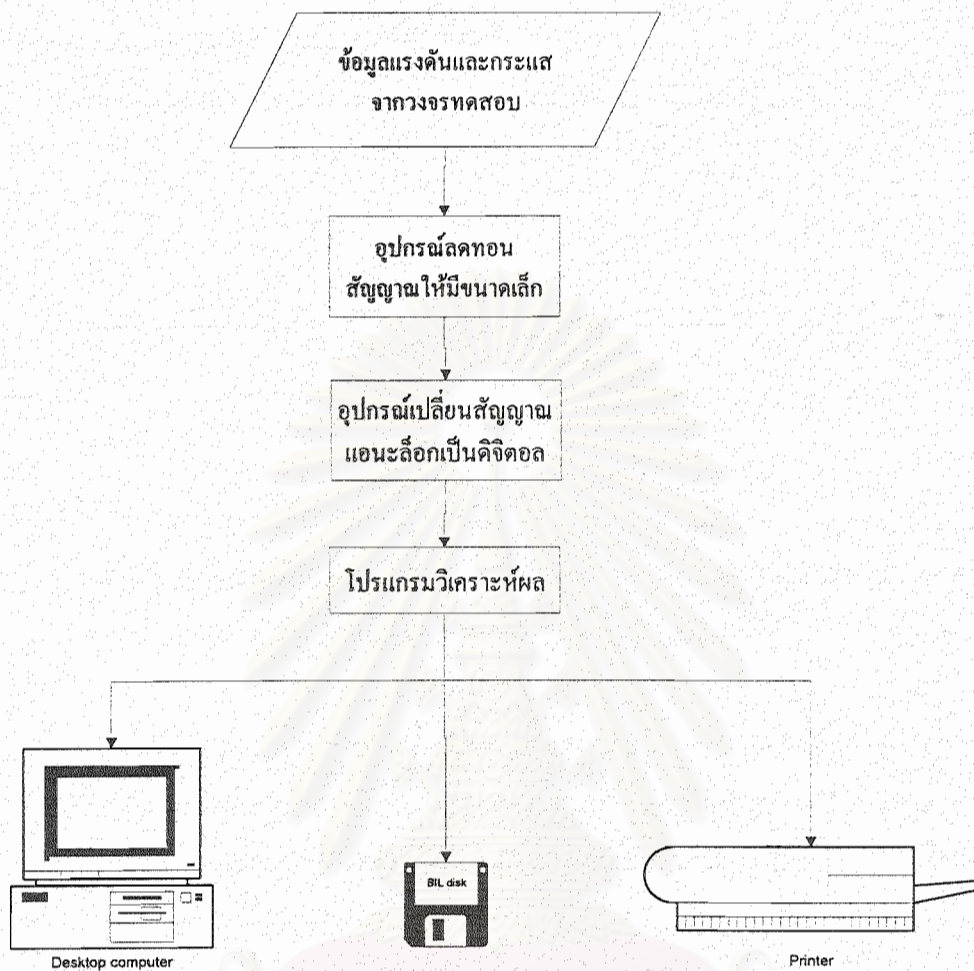 ข้อมูลแรงดันและกระแส
จากวงจรทดสอบ
อุปกรณ์ลดทอน
สัญญาณให้มีขนาดเล็ก
อุปกรณ์เปลี่ยนสัญญาณ
แอนะล็อกเป็นดิจิตอล
โปรแกรมวิเคราะห์ผล
BIL disk
Desktop computer
Printer